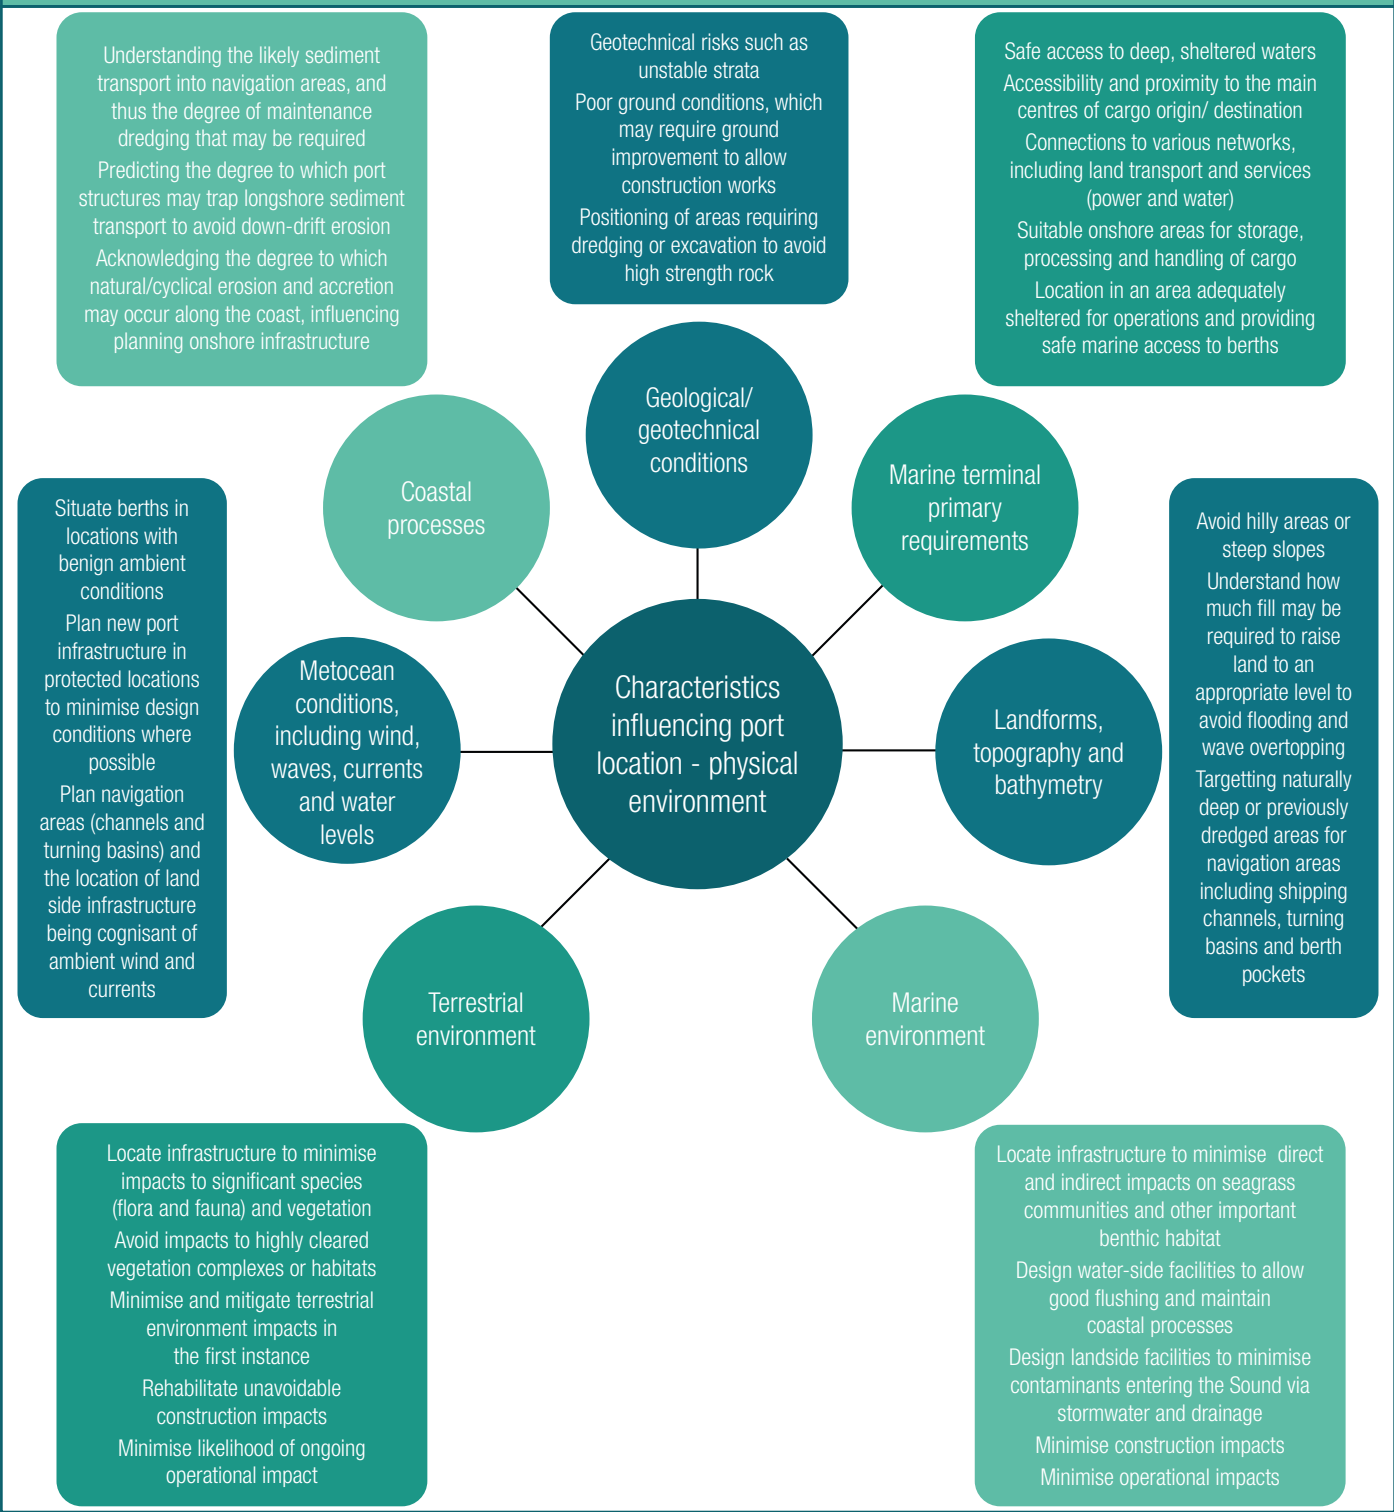 Understanding the likely sediment
transport into navigation areas, and
thus the degree of maintenance
dredging that may be required
Predicting the degree to which port
structures may trap longshore sediment
transport to avoid down-drift erosion
Acknowledging the degree to which
natural/cyclical erosion and accretion
may occur along the coast, influencing
planning onshore infrastructure
Geotechnical risks such as
unstable strata
Poor ground conditions, which
may require ground
improvement to allow
construction works
Positioning of areas requiring
dredging or excavation to avoid
high strength rock
Safe access to deep, sheltered waters
Accessibility and proximity to the main
centres of cargo origin/ destination
Connections to various networks,
including land transport and services
(power and water)
Suitable onshore areas for storage,
processing and handling of cargo
Location in an area adequately
sheltered for operations and providing
safe marine access to berths
Coastal
processes
Geological/
geotechnical
conditions
Marine terminal
primary
requirements
Situate berths in
locations with
benign ambient
conditions
Plan new port
infrastructure in
protected locations
to minimise design
conditions where
possible
Plan navigation
areas (channels and
turning basins) and
the location of land
side infrastructure
being cognisant of
ambient wind and
currents
Metocean
conditions,
including wind,
waves, currents
and water
levels
Characteristics
influencing port
location - physical
environment
Landforms,
topography and
bathymetry
Avoid hilly areas or
steep slopes
Understand how
much fill may be
required to raise
land to an
appropriate level to
avoid flooding and
wave overtopping
Targetting naturally
deep or previously
dredged areas for
navigation areas
including shipping
channels, turning
basins and berth
pockets
Terrestrial
environment
Marine
environment
Locate infrastructure to minimise
impacts to significant species
(flora and fauna) and vegetation
Avoid impacts to highly cleared
vegetation complexes or habitats
Minimise and mitigate terrestrial
environment impacts in
the first instance
Rehabilitate unavoidable
construction impacts
Minimise likelihood of ongoing
operational impact
Locate infrastructure to minimise  direct
and indirect impacts on seagrass
communities and other important
benthic habitat
Design water-side facilities to allow
good flushing and maintain
coastal processes
Design landside facilities to minimise
contaminants entering the Sound via
stormwater and drainage
Minimise construction impacts
Minimise operational impacts